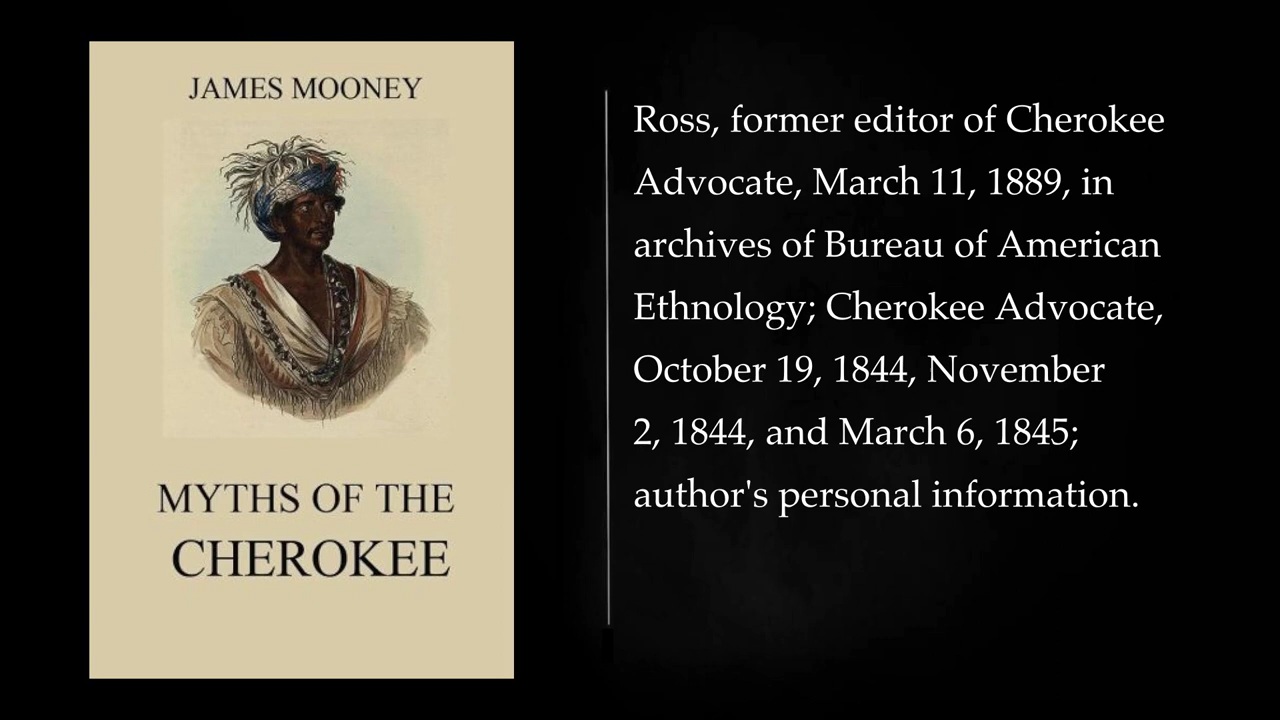 JAMES MOONEY
MYTHS OF THE
CHEROKEE
Ross, former editor of Cherokee
Advocate, March 11, 1889, in
archives of Bureau of American
Ethnology; Cherokee Advocate,
October 19, 1844, November
2, 1844, and March 6, 1845;
author's personal information.